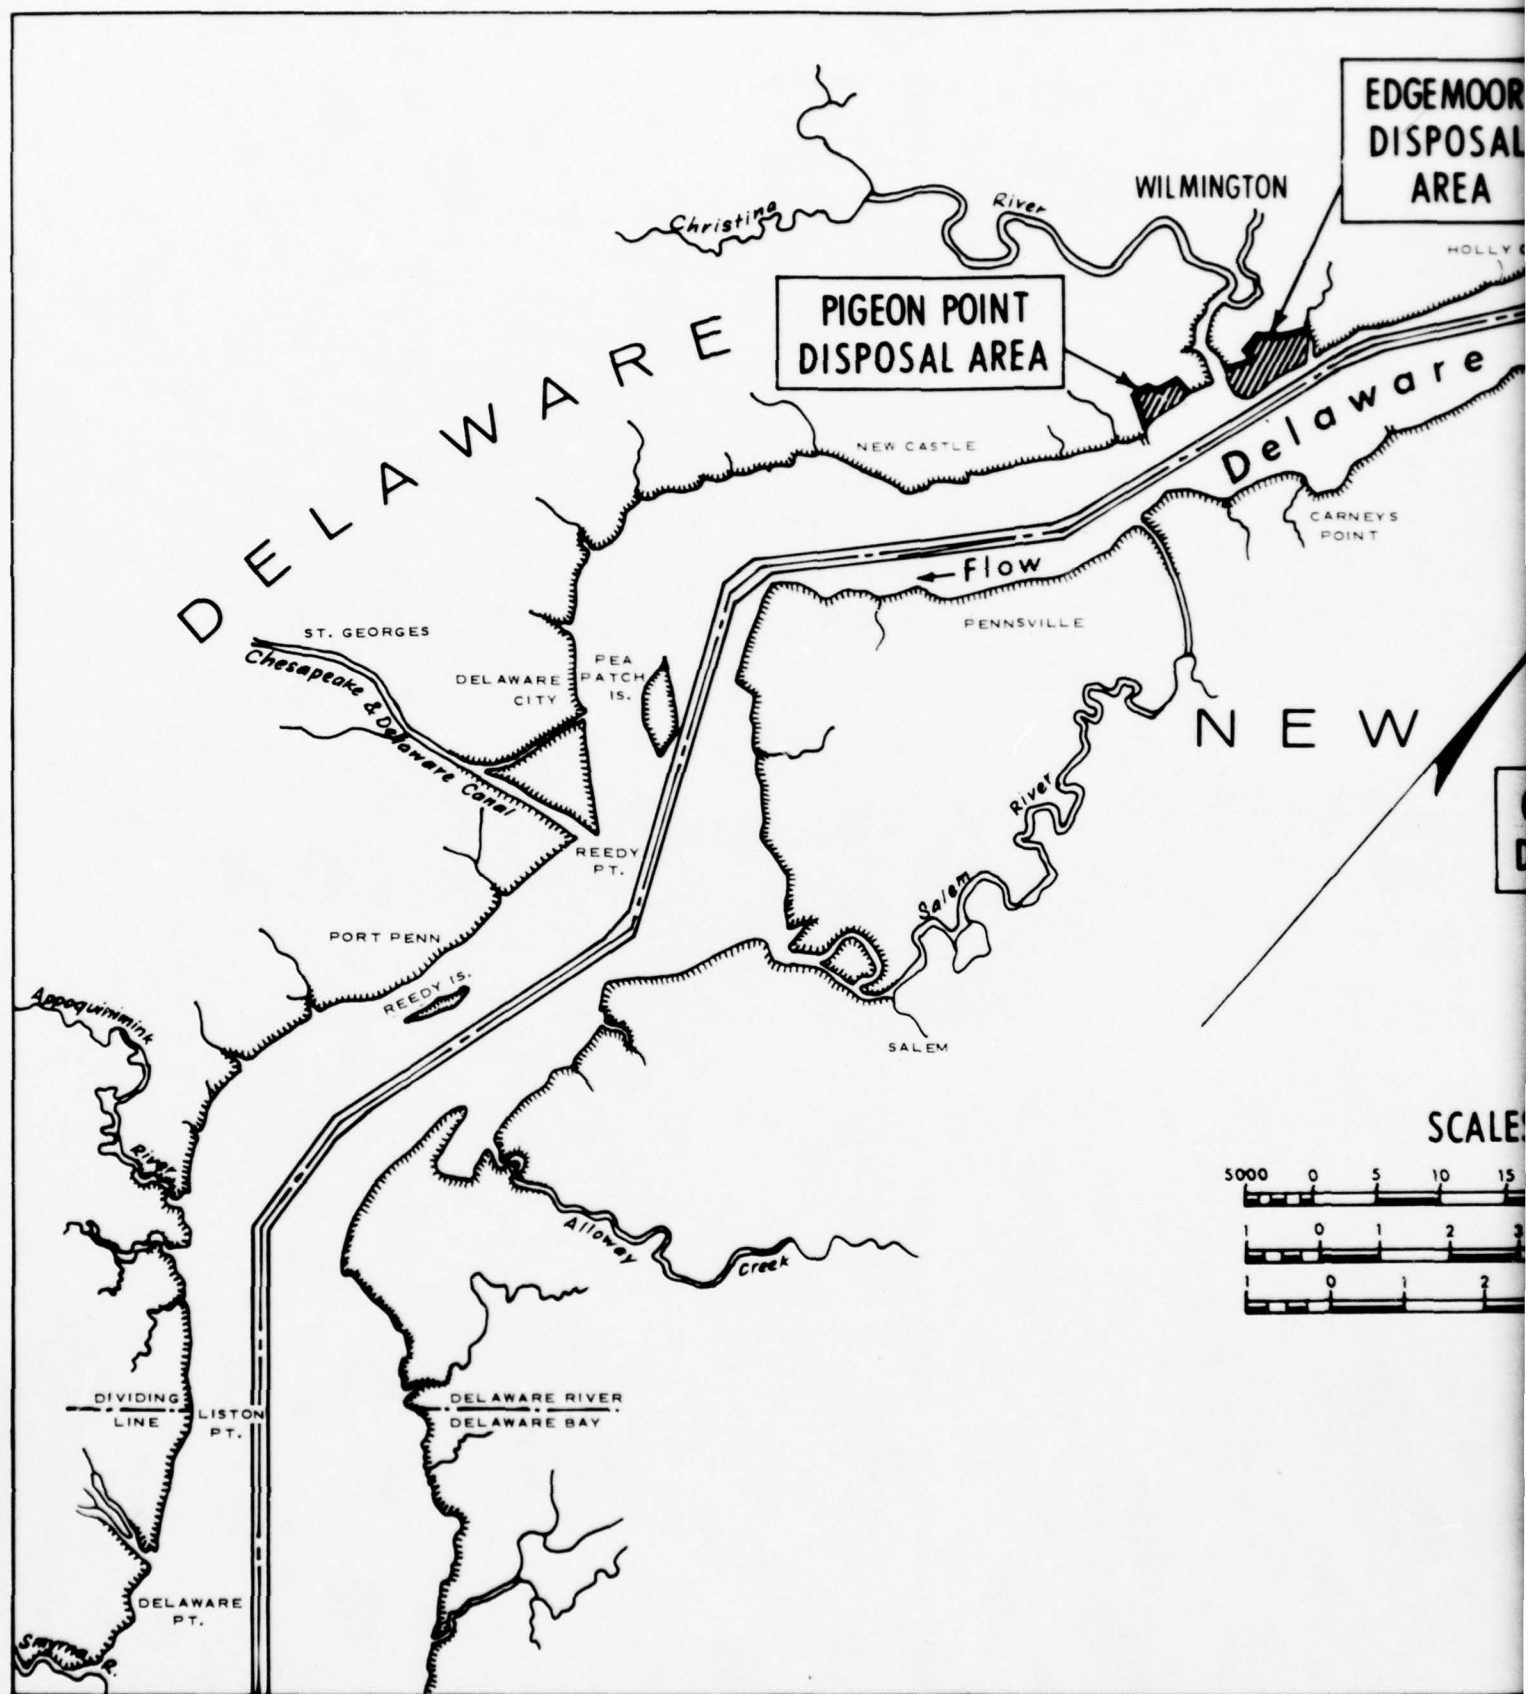 EDGEMOOR
DISPOSAL
AREA
WILMINGTON
Christina
River
HOLLY
PIGEON POINT
DISPOSAL AREA
DELAWARE
Delaware
NEW CASTLE
CARNEYS
POINT
Flow
PENNSVILLE
ST. GEORGES
Chesapeake & Delaware Canal
DELAWARE
CITY
PEA
PATCH
IS.
NEW
River
Salem
REEDY
PT.
PORT PENN
REEDY IS.
SALEM
Appoquinimink
River
SCALES
5000 0 5 10 15
1 0 1 2 3
1 0 1 2
Alloway
Creek
DIVIDING
LINE
LISTON
PT.
DELAWARE RIVER
DELAWARE BAY
DELAWARE
PT.
Smyrna
R.